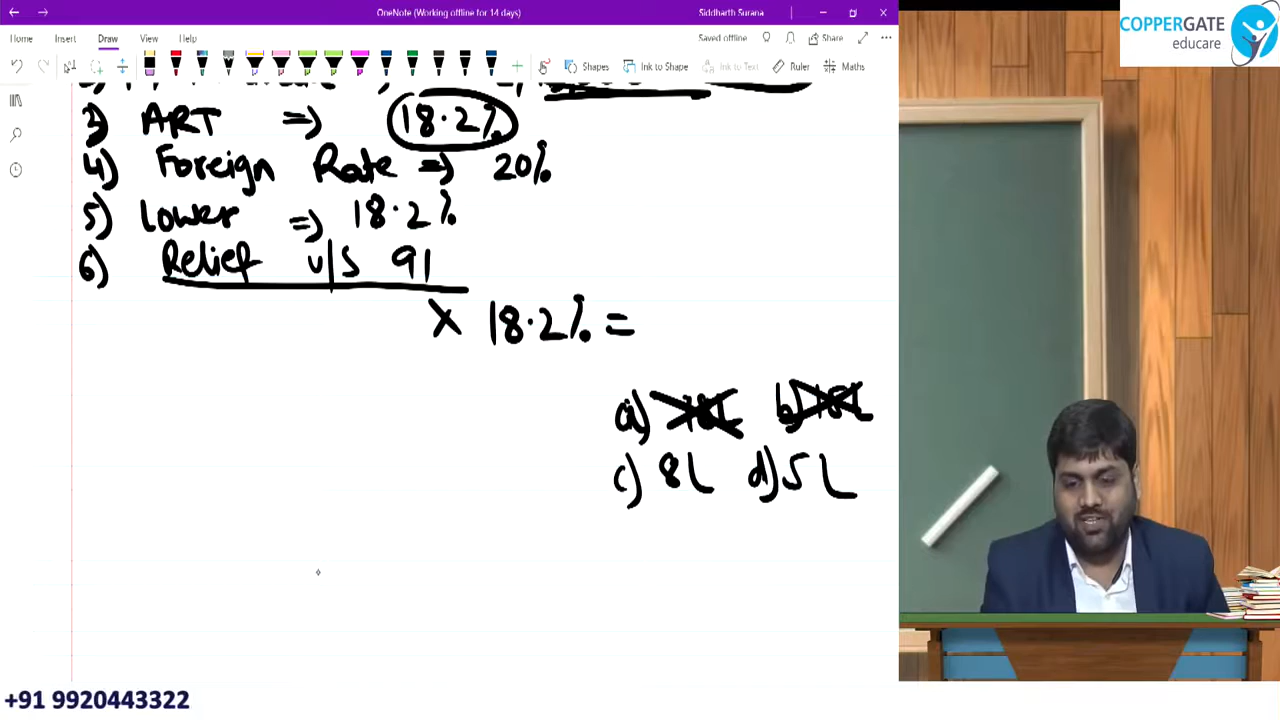 OneNote (Working offline for 14 days)
Siddharth Surana
Home Insert Draw View Help
Saved offline
Share
Shapes
Ink to Shape
Ink to Text
Ruler
Maths
COPPERGATE
educare
3) ART => 18.2%
4) Foreign Rate => 20%
5) Lower => 18.2%
6) Relief u/s 91
X 18.2% =
a) 18L b) 15L
c) 8L d) 5L
+91 9920443322